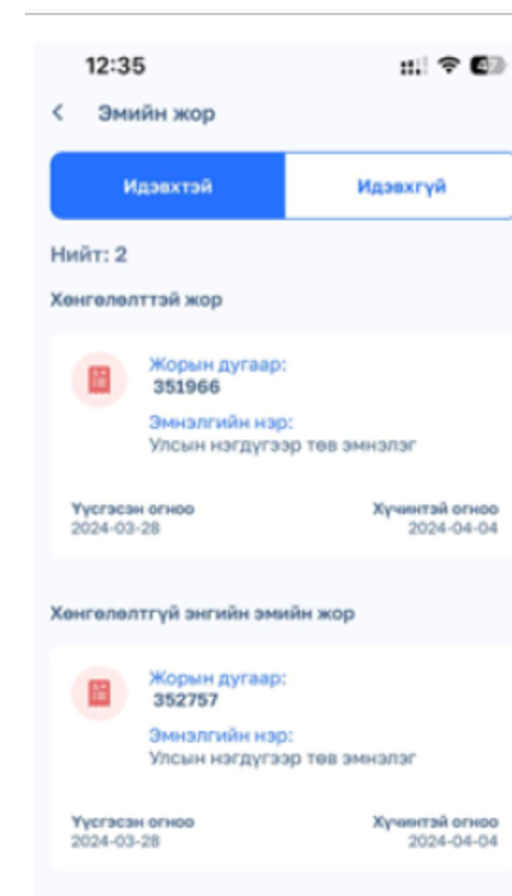 12:35
47
Эмийн жор
Идэвхтэй Идэвхгүй
Нийт: 2
Хөнгөлөлттэй жор
Жорын дугаар:
351966
Эмнэлгийн нэр:
Улсын нэгдүгээр төв эмнэлэг
Үүсгэсэн огноо Хүчинтэй огноо
2024-03-28 2024-04-04
Хөнгөлөлтгүй энгийн эмийн жор
Жорын дугаар:
352757
Эмнэлгийн нэр:
Улсын нэгдүгээр төв эмнэлэг
Үүсгэсэн огноо Хүчинтэй огноо
2024-03-28 2024-04-04